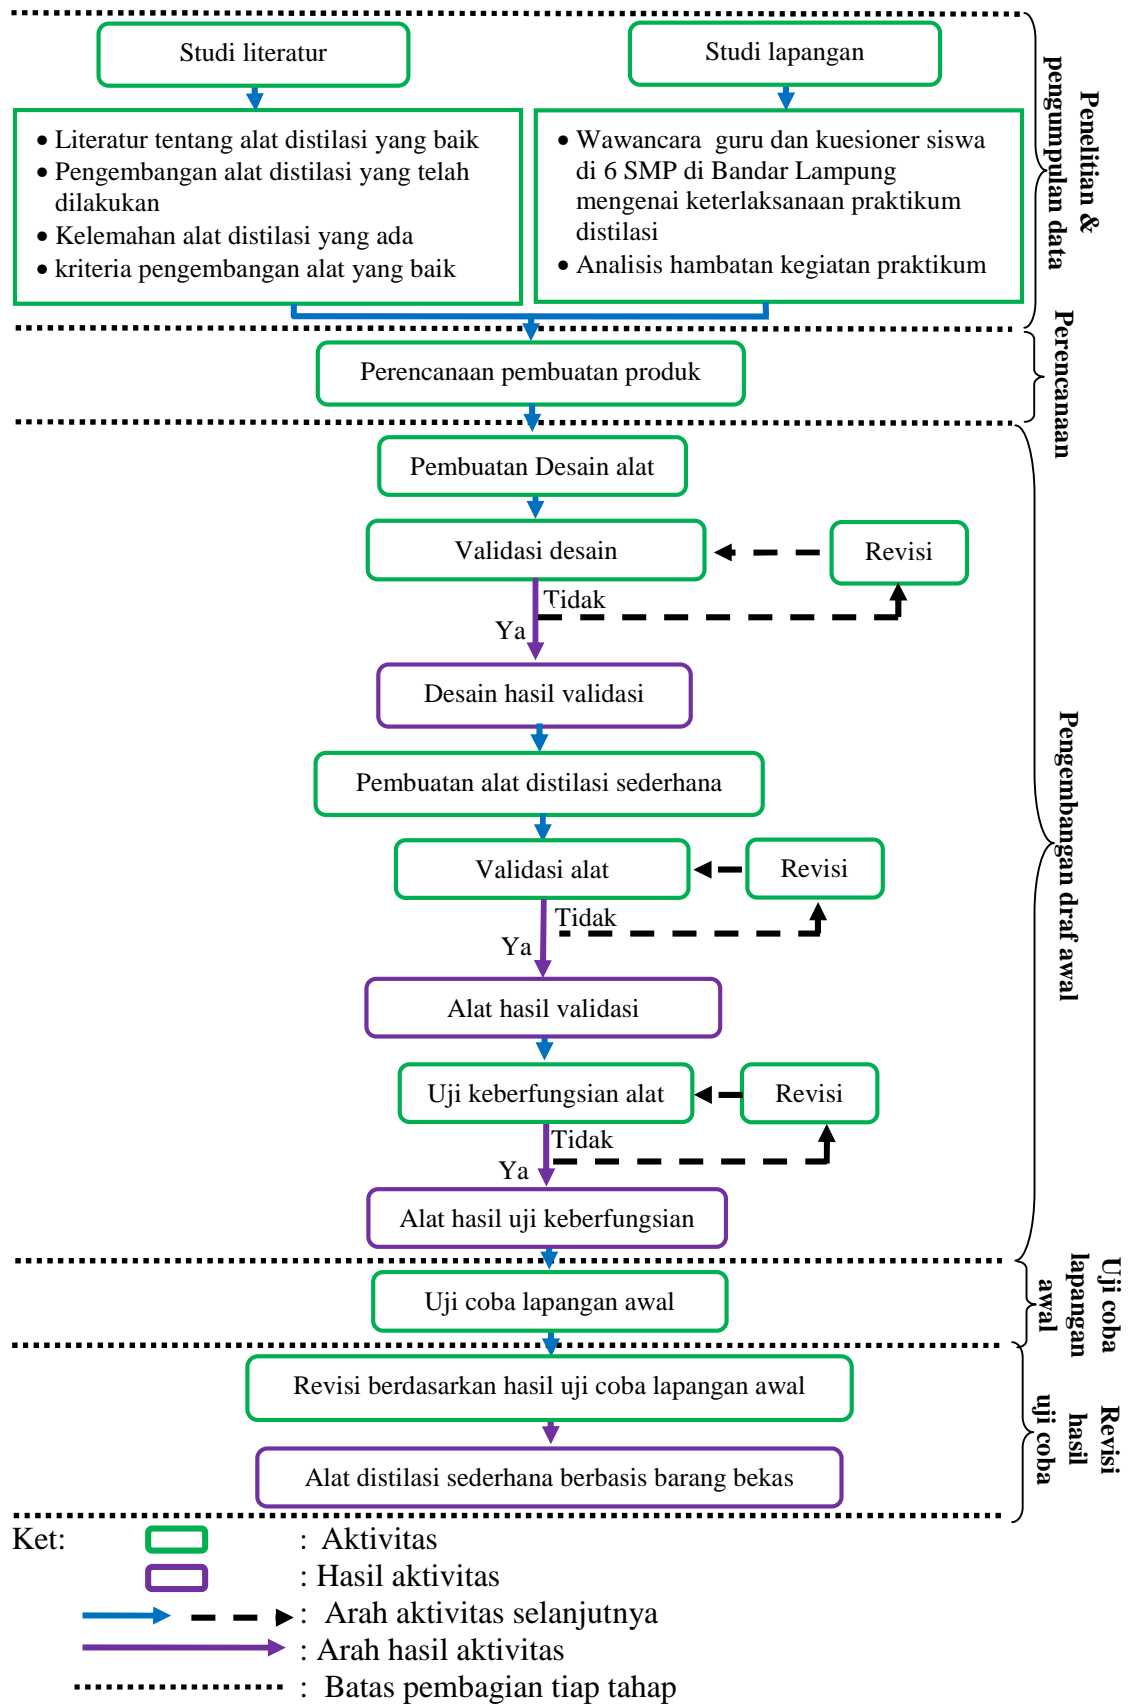 Studi literatur
Studi lapangan
• Literatur tentang alat distilasi yang baik
• Pengembangan alat distilasi yang telah
dilakukan
• Kelemahan alat distilasi yang ada
• kriteria pengembangan alat yang baik
• Wawancara guru dan kuesioner siswa
di 6 SMP di Bandar Lampung
mengenai keterlaksanaan praktikum
distilasi
• Analisis hambatan kegiatan praktikum
Penelitian &
pengumpulan data
Perencanaan pembuatan produk
Perencanaan
Pembuatan Desain alat
Validasi desain
Revisi
Tidak
Ya
Desain hasil validasi
Pembuatan alat distilasi sederhana
Validasi alat
Revisi
Tidak
Ya
Alat hasil validasi
Uji keberfungsian alat
Revisi
Tidak
Ya
Alat hasil uji keberfungsian
Pengembangan draf awal
Uji coba lapangan awal
Uji coba
lapangan
awal
Revisi berdasarkan hasil uji coba lapangan awal
Alat distilasi sederhana berbasis barang bekas
Revisi
hasil
uji coba
Ket:
: Aktivitas
: Hasil aktivitas
: Arah aktivitas selanjutnya
: Arah hasil aktivitas
: Batas pembagian tiap tahap